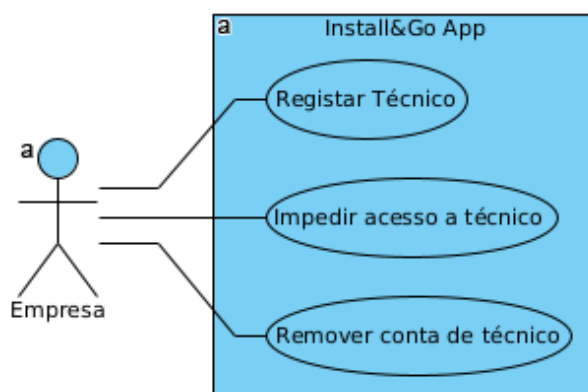 a
Install&Go App
Registar Técnico
a
Impedir acesso a técnico
Empresa
Remover conta de técnico